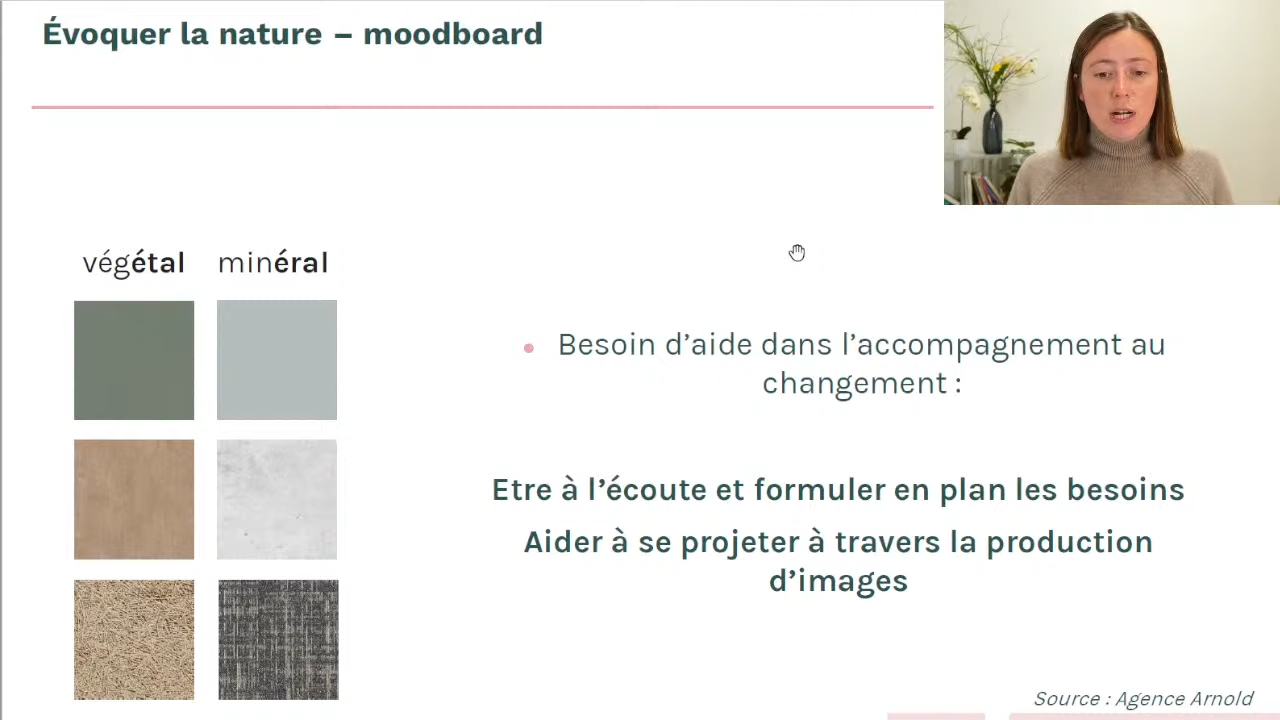 Évoquer la nature – moodboard
végétal minéral
Besoin d’aide dans l’accompagnement au
changement :
Etre à l’écoute et formuler en plan les besoins
Aider à se projeter à travers la production
d’images
Source : Agence Arnold